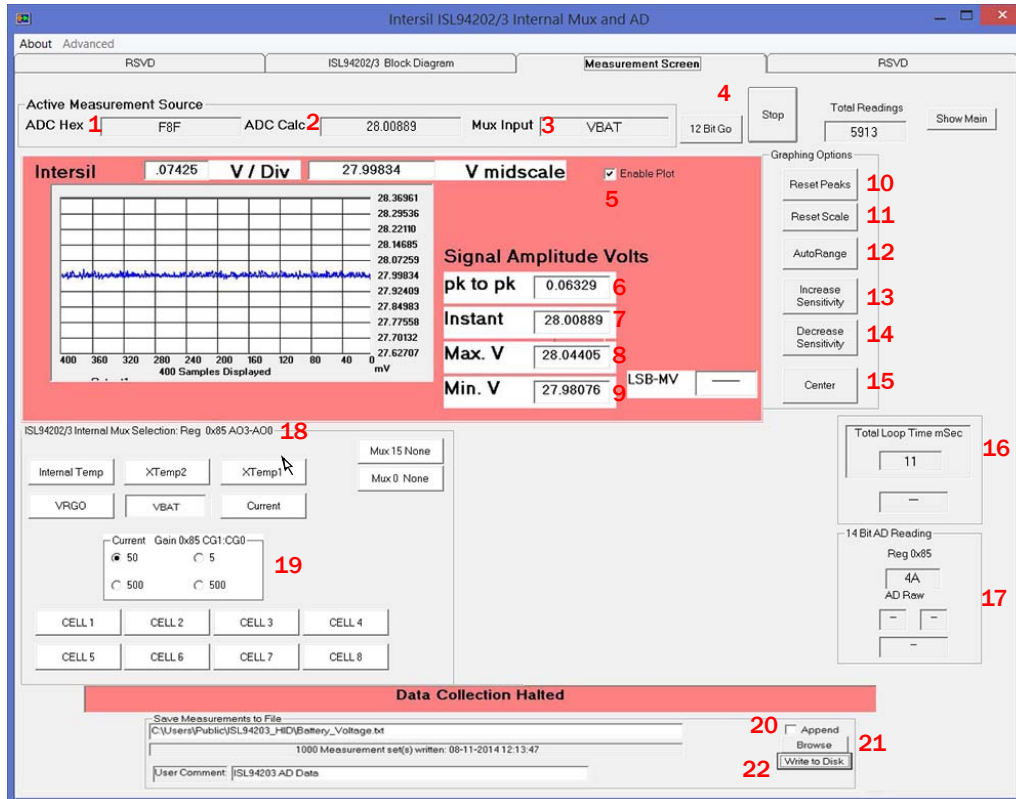 Intersil ISL94202/3 Internal Mux and AD
About Advanced
RSVD
ISL94202/3 Block Diagram
Measurement Screen
RSVD
Active Measurement Source
ADC Hex 1 F8F
ADC Calc 2 28.00889
Mux Input 3 VBAT
4
12 Bit Go
Stop
Total Readings
5913
Show Main
Intersil .07425 V / Div 27.99834 V midscale
Enable Plot
5
28.36961
28.29536
28.22110
28.14685
28.07259
27.99834
27.92409
27.84983
27.77558
27.70132
27.62707
400 360 320 280 240 200 160 120 80 40 0
mV
400 Samples Displayed
Signal Amplitude Volts
pk to pk 0.06329 6
Instant 28.00889 7
Max. V 28.04405 8
Min. V 27.98076 9
LSB-MV
Graphing Options
Reset Peaks 10
Reset Scale 11
AutoRange 12
Increase
Sensitivity 13
Decrease
Sensitivity 14
Center 15
ISL94202/3 Internal Mux Selection: Reg 0x85 AO3-AO0 18
Internal Temp
XTemp2
XTemp1
Mux 15 None
VRGO
VBAT
Current
Mux 0 None
Current Gain 0x85 CG1:CG0
50 5
500 500
19
CELL 1 CELL 2 CELL 3 CELL 4
CELL 5 CELL 6 CELL 7 CELL 8
Total Loop Time mSec
11
16
14 Bit AD Reading
Reg 0x85
4A
AD Raw
17
Data Collection Halted
Save Measurements to File
C:\Users\Public\ISL94203_HID\Battery_Voltage.txt
1000 Measurement set(s) written: 08-11-2014 12:13:47
User Comment: ISL94203 AD Data
20 Append
Browse 21
22 Write to Disk